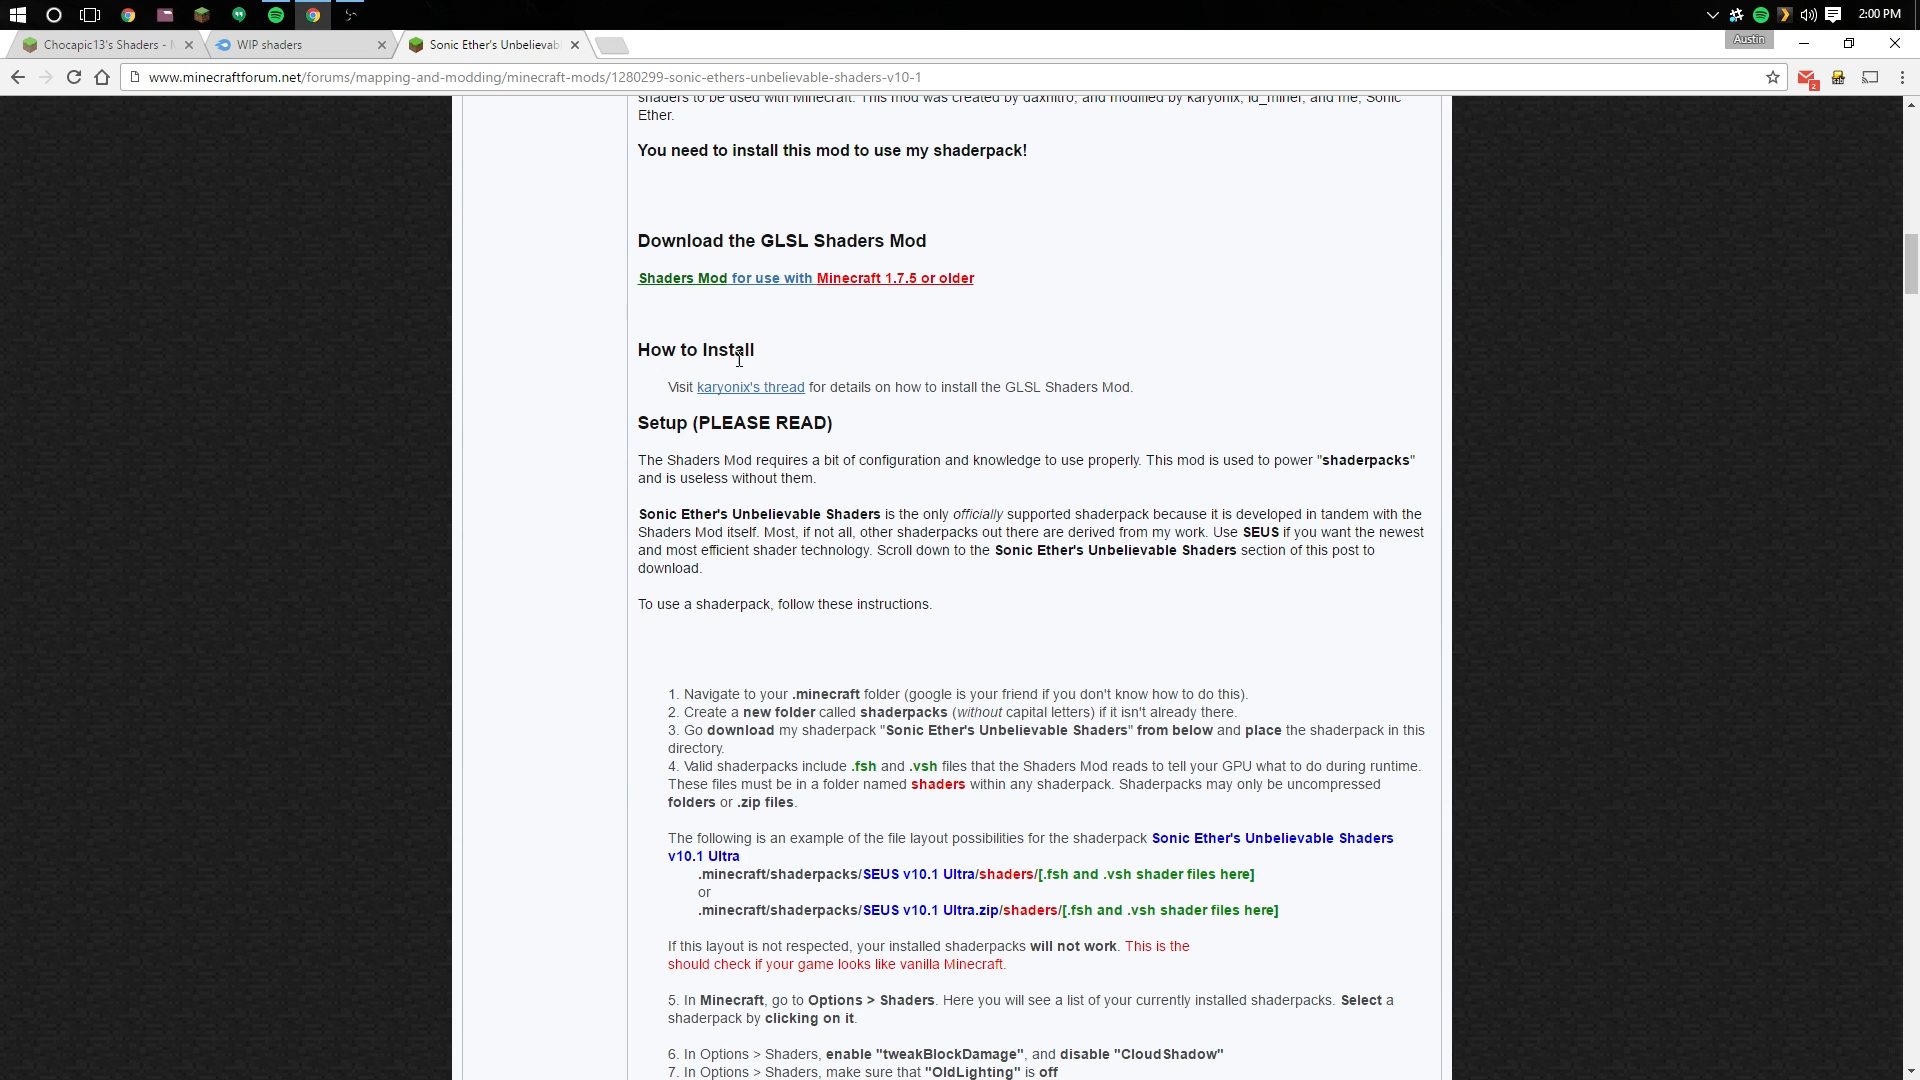 2:00 PM
Chocapic13's Shaders -
WIP shaders
Sonic Ether's Unbelievabl
Austin
www.minecraftforum.net/forums/mapping-and-modding/minecraft-mods/1280299-sonic-ethers-unbelievable-shaders-v10-1
2
shaders to be used with Minecraft. This mod was created by daxnitro, and modified by karyonix, id_miner, and me, Sonic
Ether.
You need to install this mod to use my shaderpack!
Download the GLSL Shaders Mod
Shaders Mod for use with Minecraft 1.7.5 or older
How to Install
Visit karyonix's thread for details on how to install the GLSL Shaders Mod.
Setup (PLEASE READ)
The Shaders Mod requires a bit of configuration and knowledge to use properly. This mod is used to power "shaderpacks"
and is useless without them.
Sonic Ether's Unbelievable Shaders is the only officially supported shaderpack because it is developed in tandem with the
Shaders Mod itself. Most, if not all, other shaderpacks out there are derived from my work. Use SEUS if you want the newest
and most efficient shader technology. Scroll down to the Sonic Ether's Unbelievable Shaders section of this post to
download.
To use a shaderpack, follow these instructions.
1. Navigate to your .minecraft folder (google is your friend if you don't know how to do this).
2. Create a new folder called shaderpacks (without capital letters) if it isn't already there.
3. Go download my shaderpack "Sonic Ether's Unbelievable Shaders" from below and place the shaderpack in this
directory.
4. Valid shaderpacks include .fsh and .vsh files that the Shaders Mod reads to tell your GPU what to do during runtime.
These files must be in a folder named shaders within any shaderpack. Shaderpacks may only be uncompressed
folders or .zip files.
The following is an example of the file layout possibilities for the shaderpack Sonic Ether's Unbelievable Shaders
v10.1 Ultra
.minecraft/shaderpacks/SEUS v10.1 Ultra/shaders/[.fsh and .vsh shader files here]
or
.minecraft/shaderpacks/SEUS v10.1 Ultra.zip/shaders/[.fsh and .vsh shader files here]
If this layout is not respected, your installed shaderpacks will not work. This is the
should check if your game looks like vanilla Minecraft.
5. In Minecraft, go to Options > Shaders. Here you will see a list of your currently installed shaderpacks. Select a
shaderpack by clicking on it.
6. In Options > Shaders, enable "tweakBlockDamage", and disable "CloudShadow"
7. In Options > Shaders, make sure that "OldLighting" is off